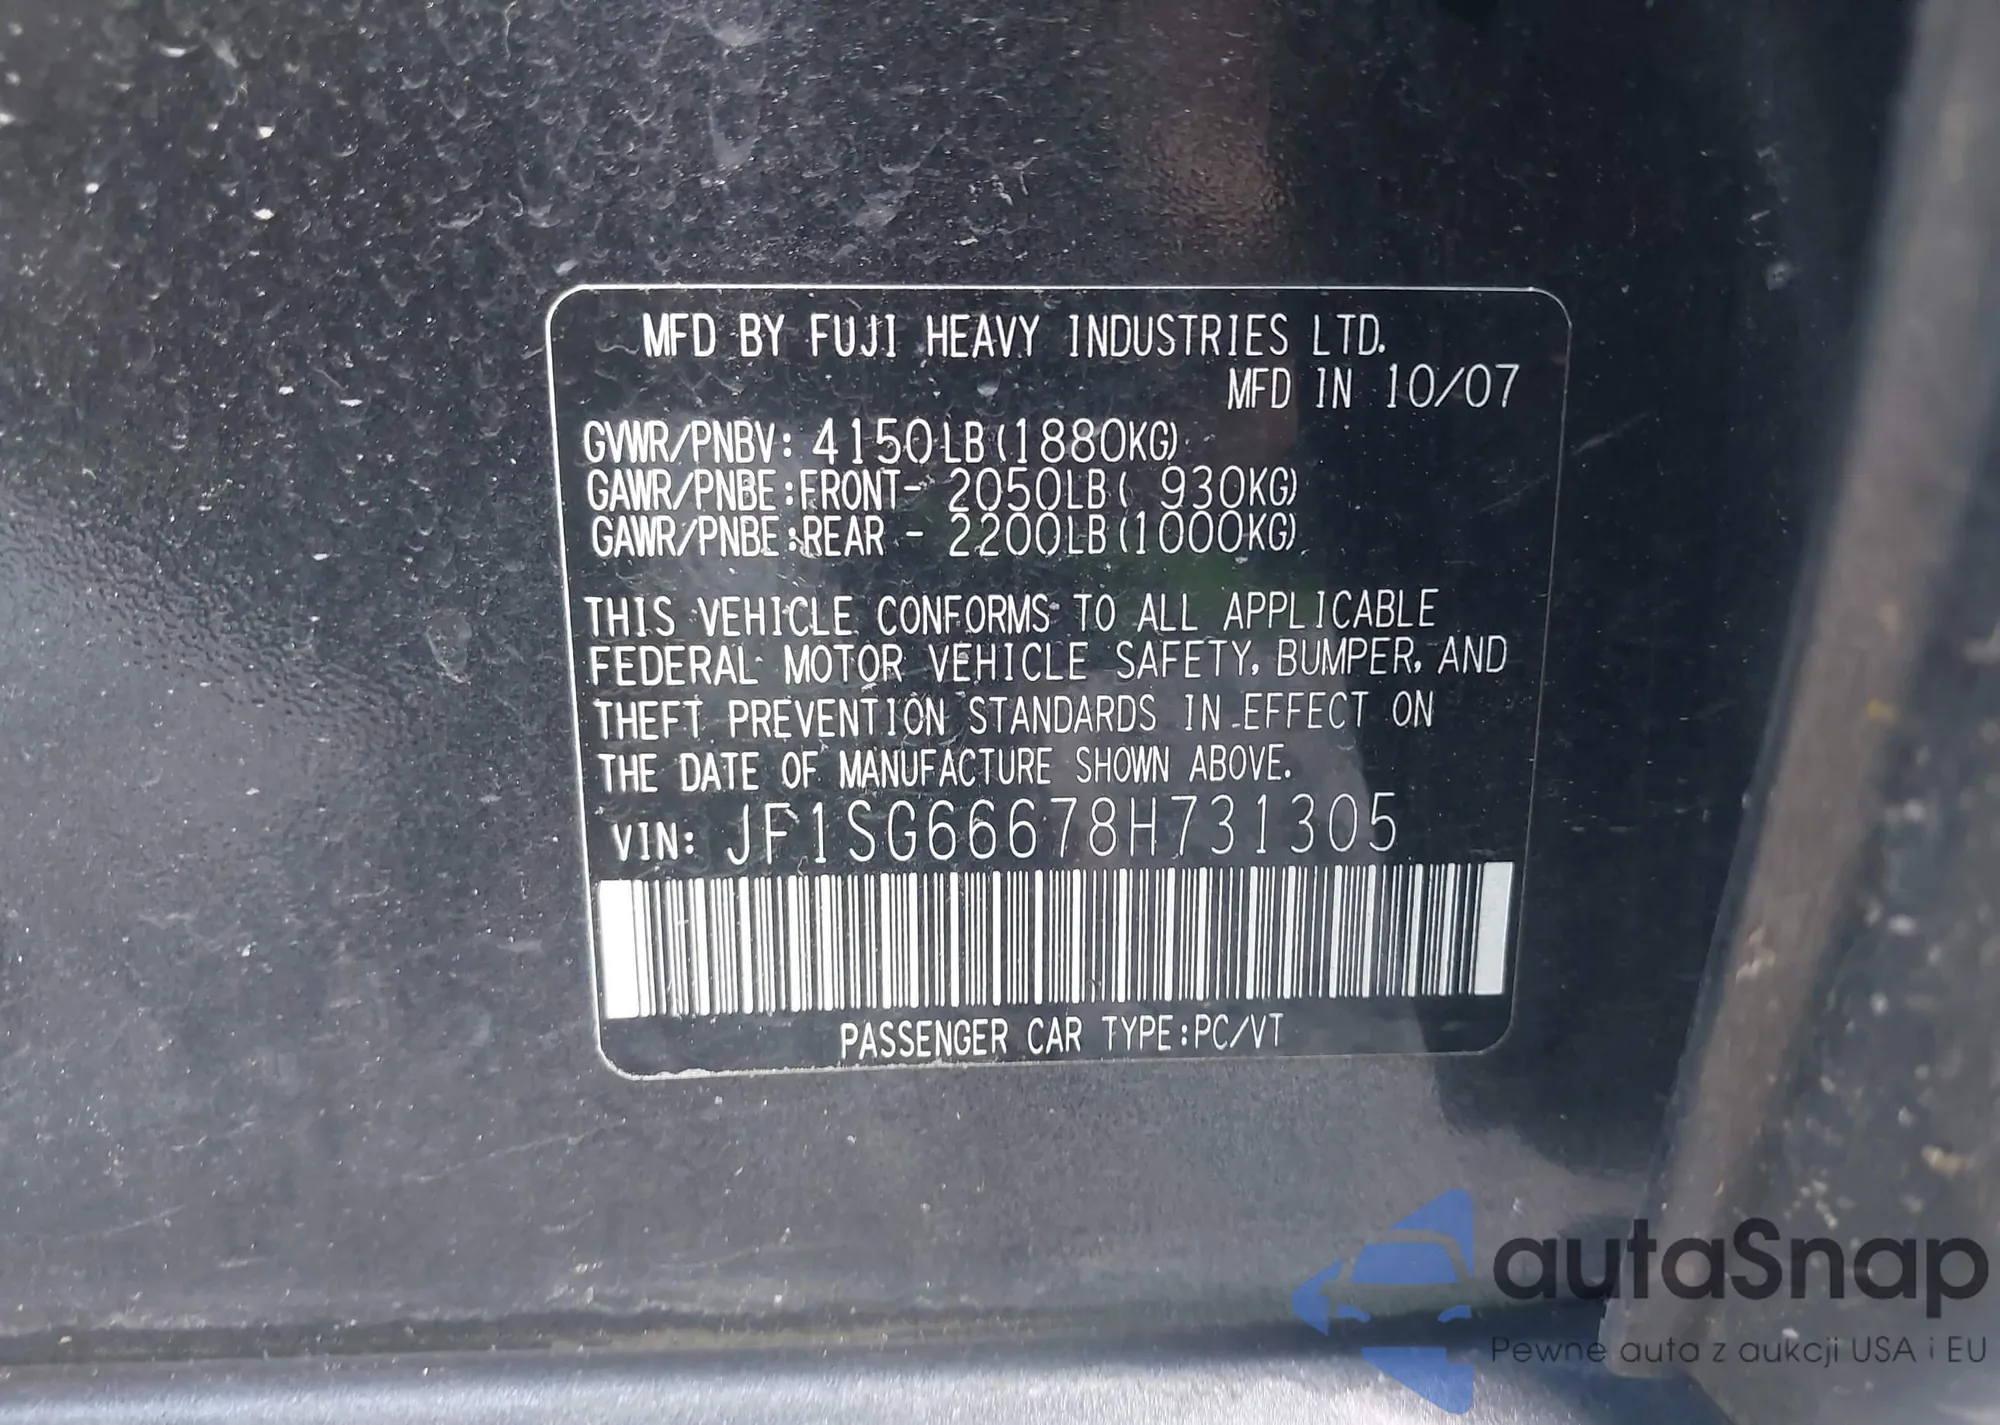 MFD BY FUJI HEAVY INDUSTRIES LTD.
MFD IN 10/07
GVWR/PNBV: 4150LB(1880KG)
GAWR/PNBE:FRONT- 2050LB( 930KG)
GAWR/PNBE:REAR - 2200LB(1000KG)
THIS VEHICLE CONFORMS TO ALL APPLICABLE
FEDERAL MOTOR VEHICLE SAFETY, BUMPER, AND
THEFT PREVENTION STANDARDS IN EFFECT ON
THE DATE OF MANUFACTURE SHOWN ABOVE.
VIN: JF1SG66678H731305
PASSENGER CAR TYPE:PC/VT
autaSnap
Pewne auta z aukcji USA i EU